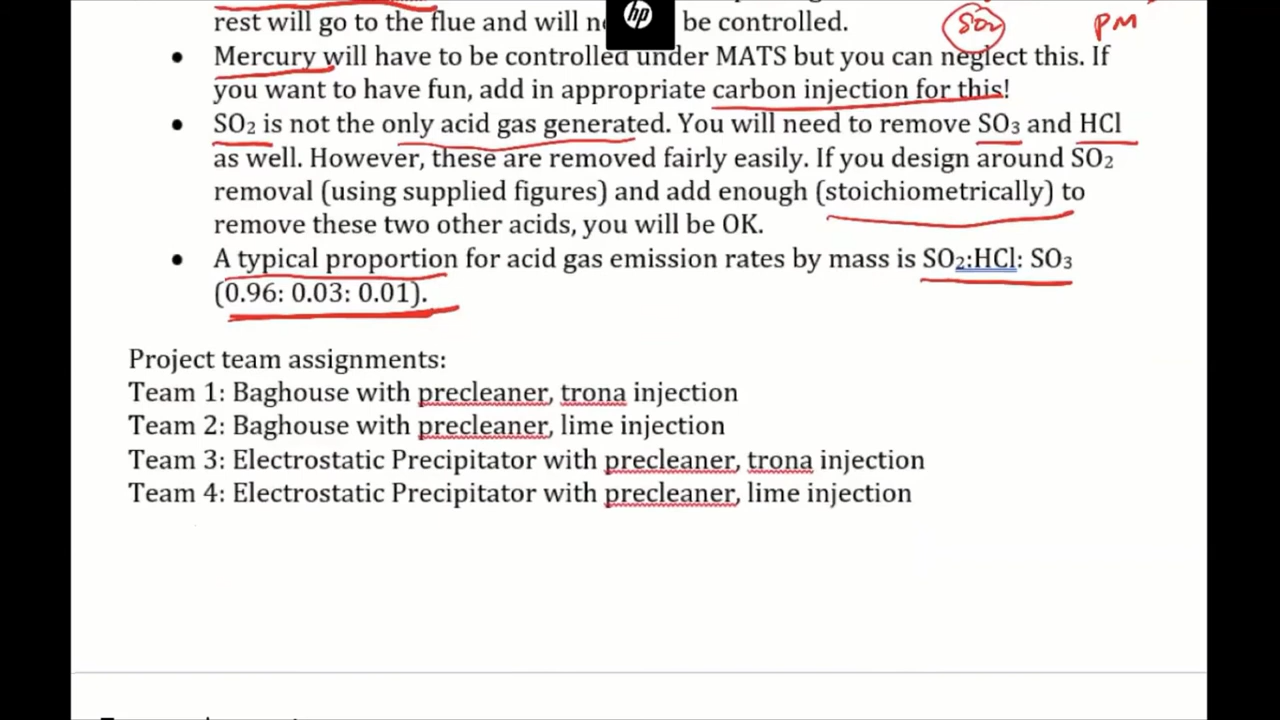 rest will go to the flue and will ne be controlled.
hp
SO2
PM
Mercury will have to be controlled under MATS but you can neglect this. If
you want to have fun, add in appropriate carbon injection for this!
SO2 is not the only acid gas generated. You will need to remove SO3 and HCl
as well. However, these are removed fairly easily. If you design around SO2
removal (using supplied figures) and add enough (stoichiometrically) to
remove these two other acids, you will be OK.
A typical proportion for acid gas emission rates by mass is SO2:HCl: SO3
(0.96: 0.03: 0.01).
Project team assignments:
Team 1: Baghouse with precleaner, trona injection
Team 2: Baghouse with precleaner, lime injection
Team 3: Electrostatic Precipitator with precleaner, trona injection
Team 4: Electrostatic Precipitator with precleaner, lime injection